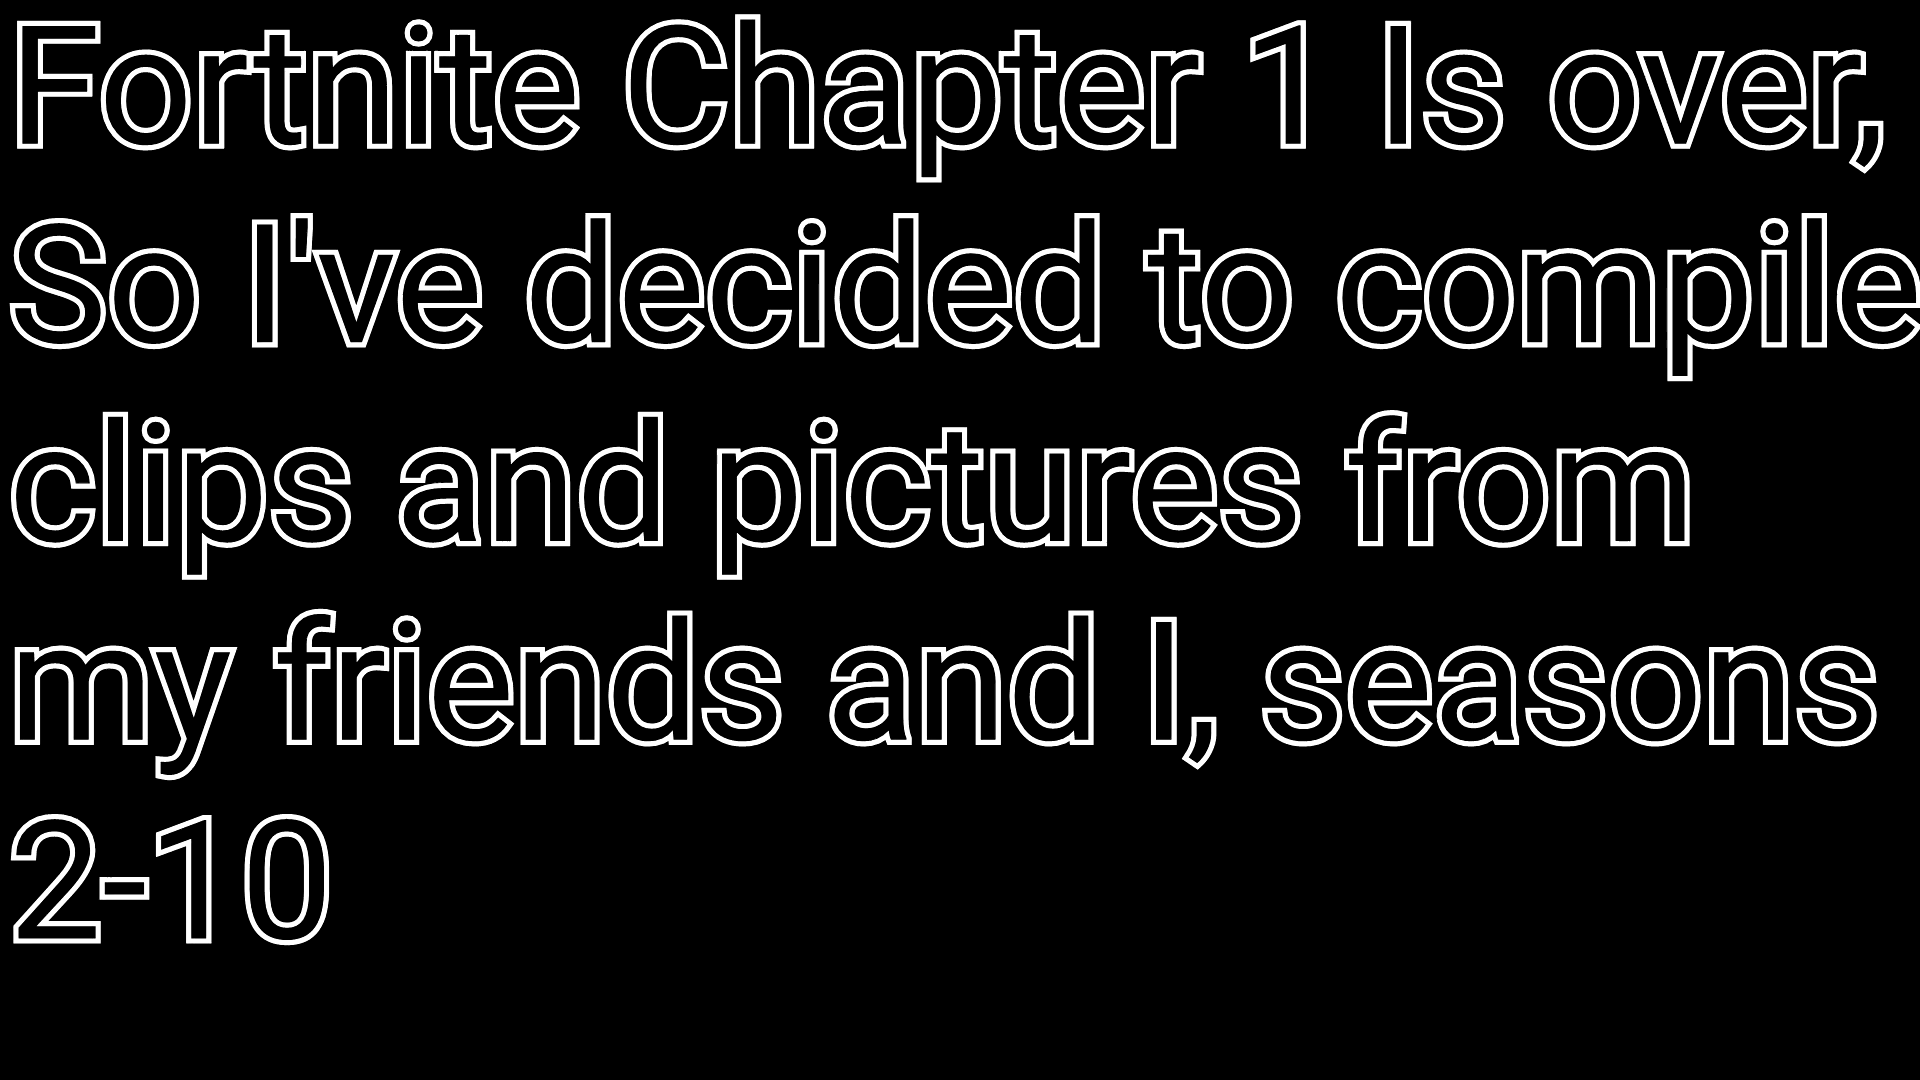 Fortnite Chapter 1 Is over,
So I've decided to compile
clips and pictures from
my friends and I, seasons
2-10